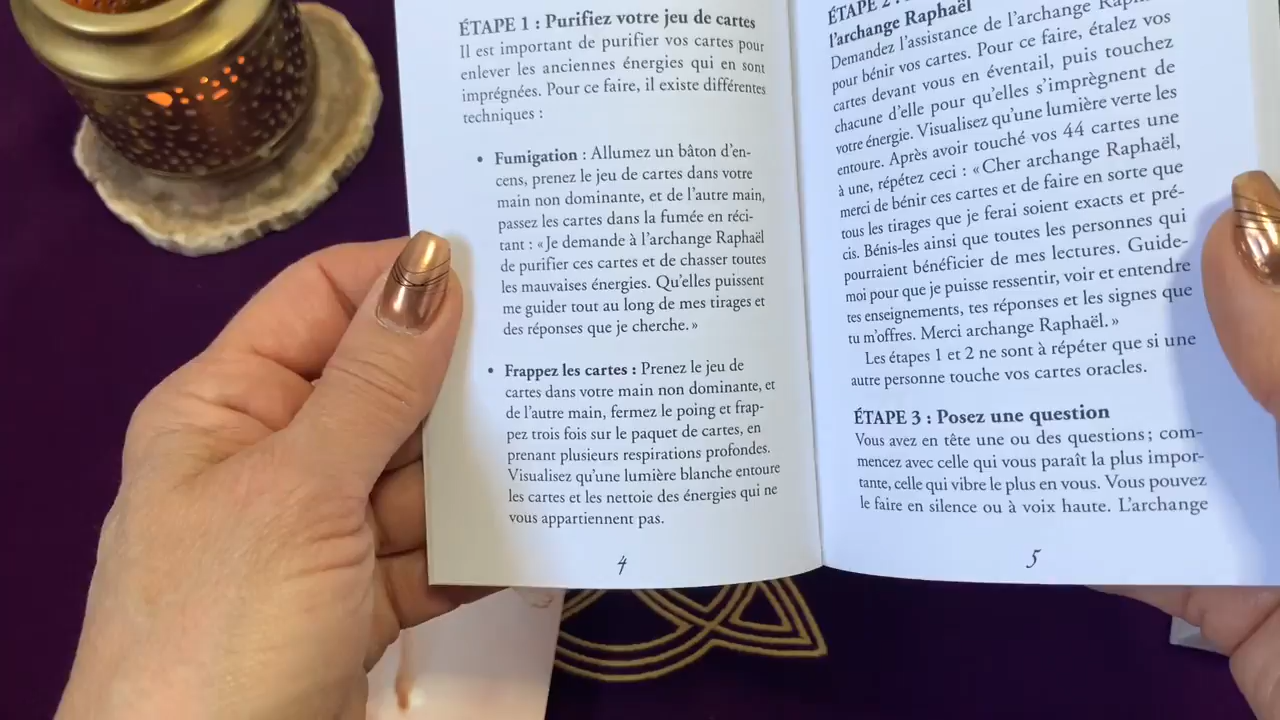 ÉTAPE 1 : Purifiez votre jeu de cartes
Il est important de purifier vos cartes pour
enlever les anciennes énergies qui en sont
imprégnées. Pour ce faire, il existe différentes
techniques :
• Fumigation : Allumez un bâton d'en-
cens, prenez le jeu de cartes dans votre
main non dominante, et de l'autre main,
passez les cartes dans la fumée en réci-
tant : « Je demande à l'archange Raphaël
de purifier ces cartes et de chasser toutes
les mauvaises énergies. Qu'elles puissent
me guider tout au long de mes tirages et
des réponses que je cherche. »
• Frappez les cartes : Prenez le jeu de
cartes dans votre main non dominante, et
de l'autre main, fermez le poing et frap-
pez trois fois sur le paquet de cartes, en
prenant plusieurs respirations profondes.
Visualisez qu'une lumière blanche entoure
les cartes et les nettoie des énergies qui ne
vous appartiennent pas.
4
ÉTAPE 2
l'archange Raphaël
Demandez l'assistance de l'archange
pour bénir vos cartes. Pour ce faire, étalez vos
cartes devant vous en éventail, puis touchez
chacune d'elle pour qu'elles s'imprègnent de
votre énergie. Visualisez qu'une lumière verte les
entoure. Après avoir touché vos 44 cartes une
à une, répétez ceci : « Cher archange Raphaël,
merci de bénir ces cartes et de faire en sorte que
tous les tirages que je ferai soient exacts et pré-
cis. Bénis-les ainsi que toutes les personnes qui
pourraient bénéficier de mes lectures. Guide-
moi pour que je puisse ressentir, voir et entendre
tes enseignements, tes réponses et les signes que
tu m'offres. Merci archange Raphaël. »
Les étapes 1 et 2 ne sont à répéter que si une
autre personne touche vos cartes oracles.
ÉTAPE 3 : Posez une question
Vous avez en tête une ou des questions ; com-
mencez avec celle qui vous paraît la plus impor-
tante, celle qui vibre le plus en vous. Vous pouvez
le faire en silence ou à voix haute. L'archange
5